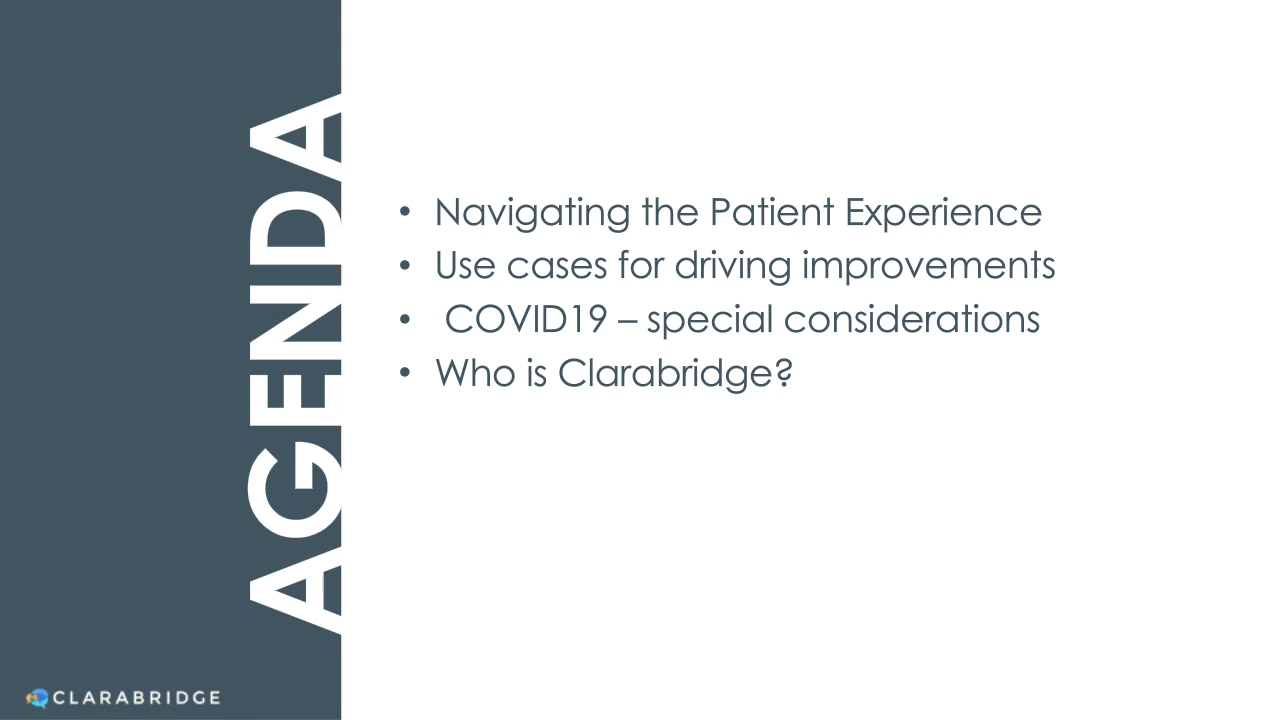 AGENDA
• Navigating the Patient Experience
• Use cases for driving improvements
• COVID19 – special considerations
• Who is Clarabridge?
CLARABRIDGE